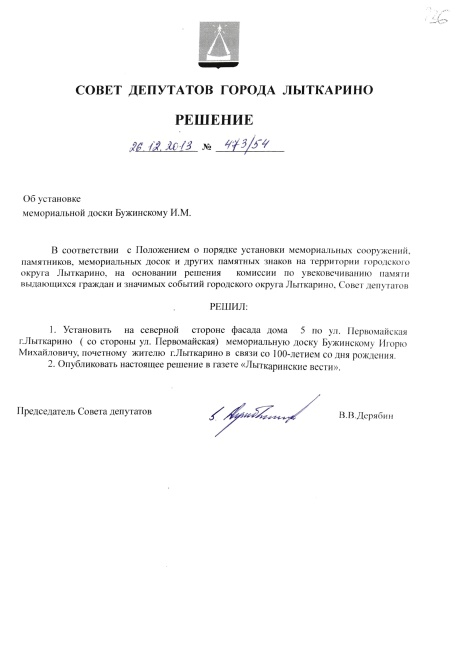 СОВЕТ ДЕПУТАТОВ ГОРОДА ЛЫТКАРИНО
РЕШЕНИЕ
26.12.2013 № 473/54
Об установке
мемориальной доски Бужинскому И.М.
В соответствии с Положением о порядке установки мемориальных сооружений,
памятников, мемориальных досок и других памятных знаков на территории городского
округа Лыткарино, на основании решения комиссии по увековечиванию памяти
выдающихся граждан и значимых событий городского округа Лыткарино, Совет депутатов
РЕШИЛ:
1. Установить на северной стороне фасада дома 5 по ул. Первомайская
г.Лыткарино ( со стороны ул. Первомайская) мемориальную доску Бужинскому Игорю
Михайловичу, почетному жителю г.Лыткарино в связи со 100-летием со дня рождения.
2. Опубликовать настоящее решение в газете «Лыткаринские вести».
Председатель Совета депутатов В.В.Дерябин